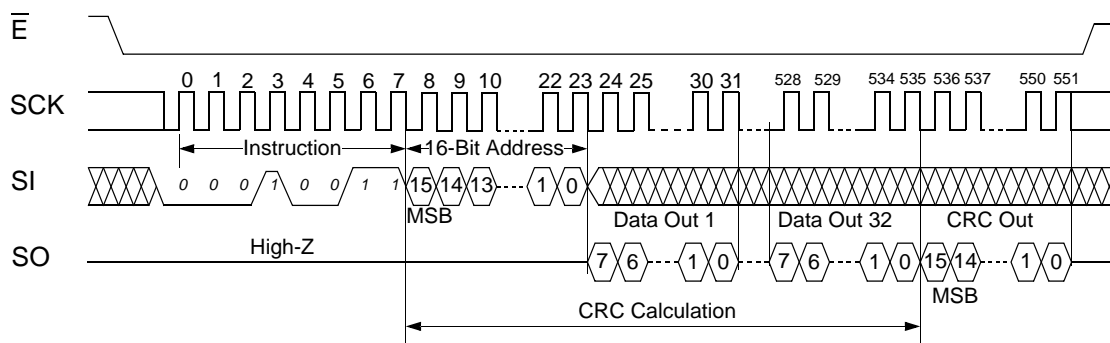 E
0 1 2 3 4 5 6 7 8 9 10 22 23 24 25 30 31 528 529 534 535 536 537 550 551
SCK
Instruction 16-Bit Address
SI 0 0 0 1 0 0 1 1 15 14 13 1 0
MSB Data Out 1 Data Out 32 CRC Out
High-Z
SO 7 6 1 0 7 6 1 0 15 14 1 0
MSB
CRC Calculation